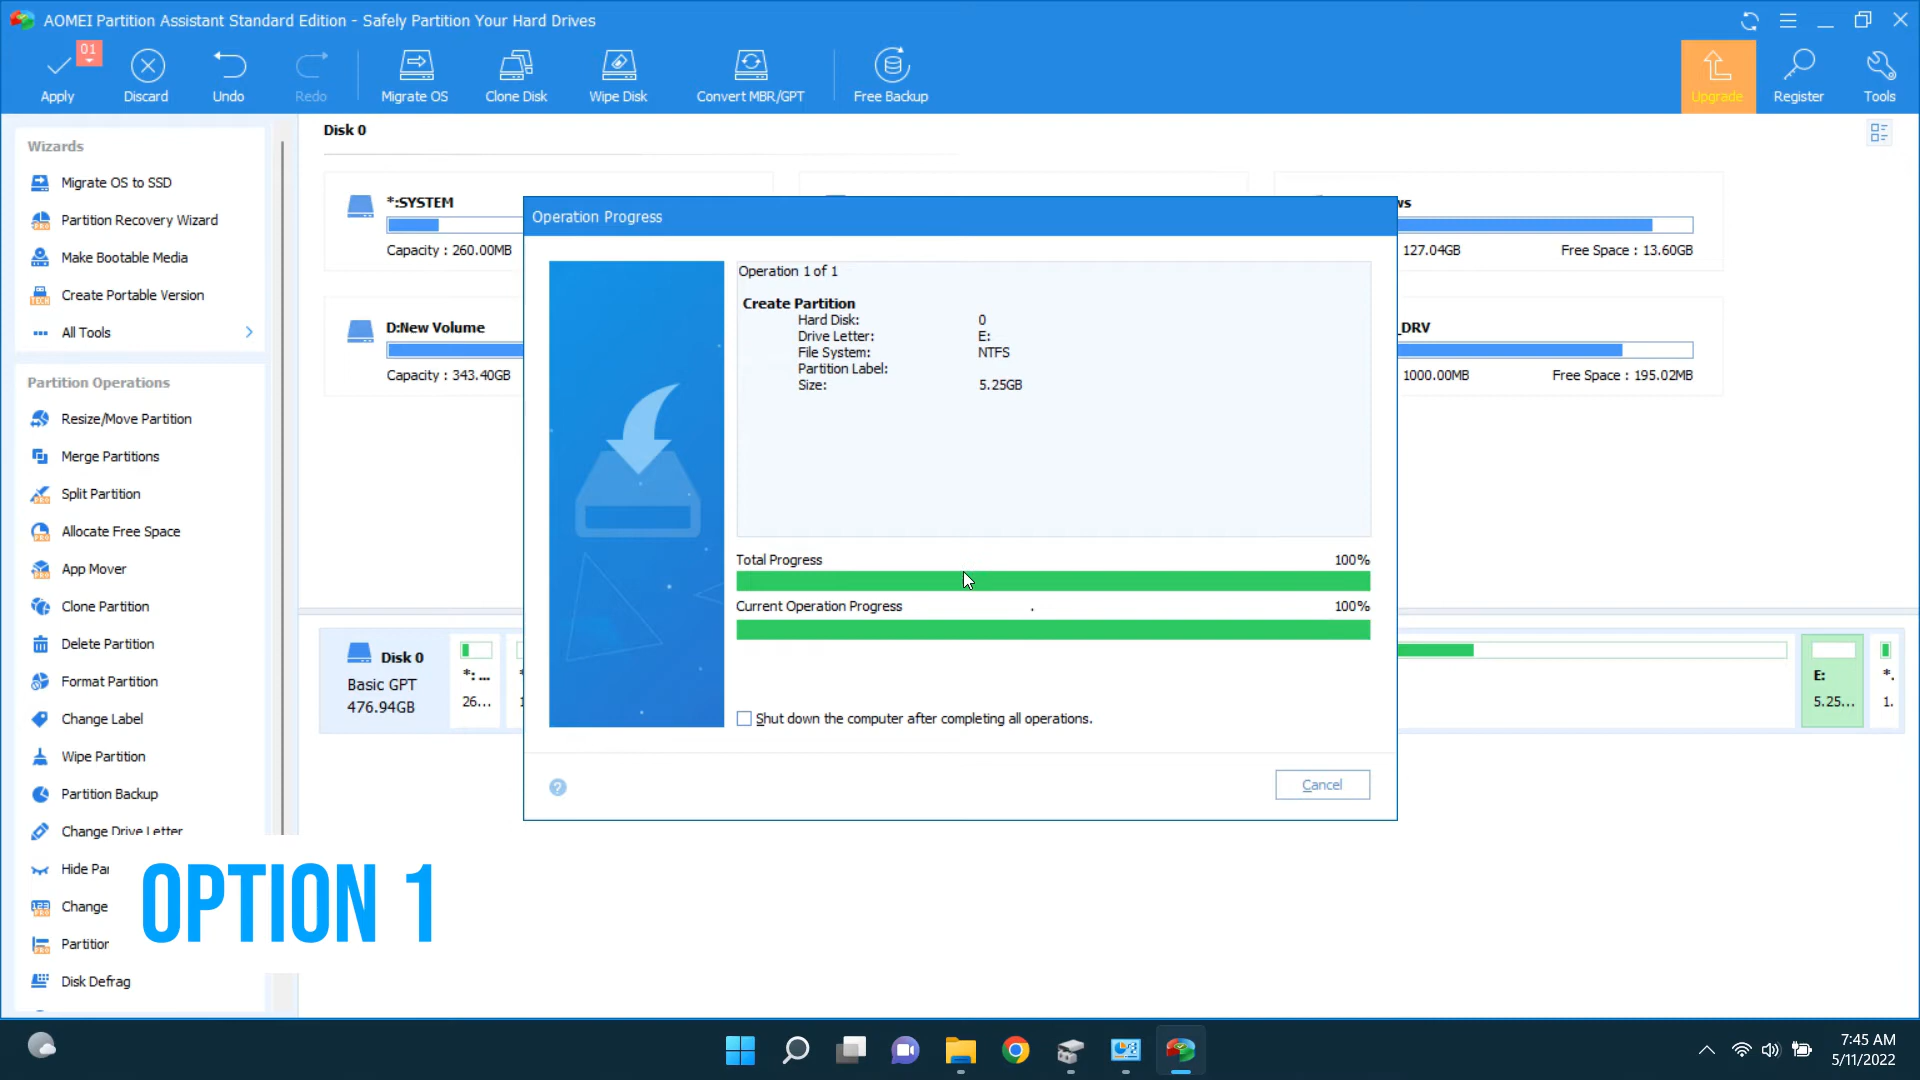 AOMEI Partition Assistant Standard Edition - Safely Partition Your Hard Drives
01
Apply
Discard
Undo
Redo
Migrate OS
Clone Disk
Wipe Disk
Convert MBR/GPT
Free Backup
Upgrade
Register
Tools
Wizards
Migrate OS to SSD
Partition Recovery Wizard
Make Bootable Media
Create Portable Version
All Tools
Partition Operations
Resize/Move Partition
Merge Partitions
Split Partition
Allocate Free Space
App Mover
Clone Partition
Delete Partition
Format Partition
Change Label
Wipe Partition
Partition Backup
Change Drive Letter
Hide Par
Change
Partition
Disk Defrag
OPTION 1
Disk 0
*:SYSTEM
Capacity : 260.00MB
ws
127.04GB Free Space : 13.60GB
D:New Volume
Capacity : 343.40GB
_DRV
1000.00MB Free Space : 195.02MB
Operation Progress
Operation 1 of 1
Create Partition
Hard Disk: 0
Drive Letter: E:
File System: NTFS
Partition Label:
Size: 5.25GB
Total Progress 100%
Current Operation Progress 100%
Shut down the computer after completing all operations.
?
Cancel
Disk 0
Basic GPT
476.94GB
*: ...
26...
E:
5.25...
*.
1.
7:45 AM
5/11/2022